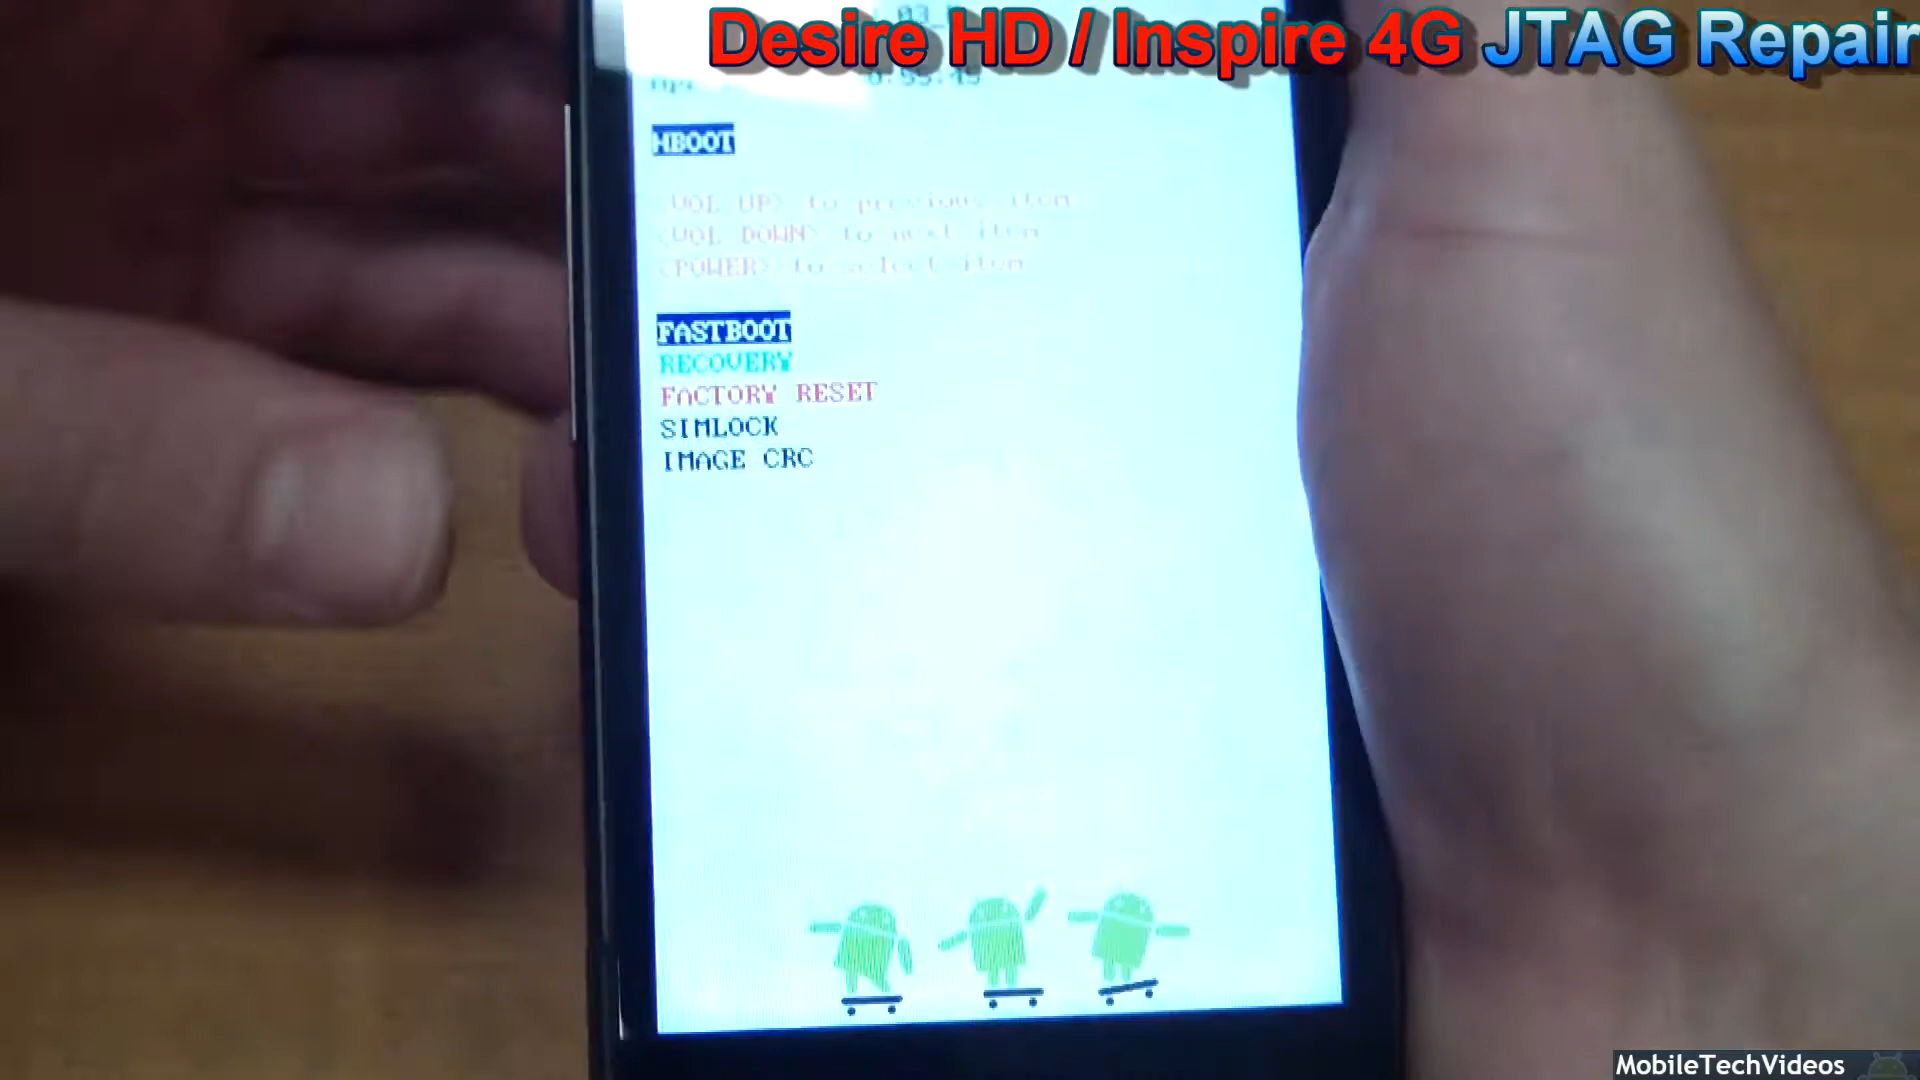 Desire HD / Inspire 4G JTAG Repair
HBOOT
<VOL UP> to previous item
<VOL DOWN> to next item
<POWER> to select item
FASTBOOT
RECOVERY
FACTORY RESET
SIMLOCK
IMAGE CRC
MobileTechVideos